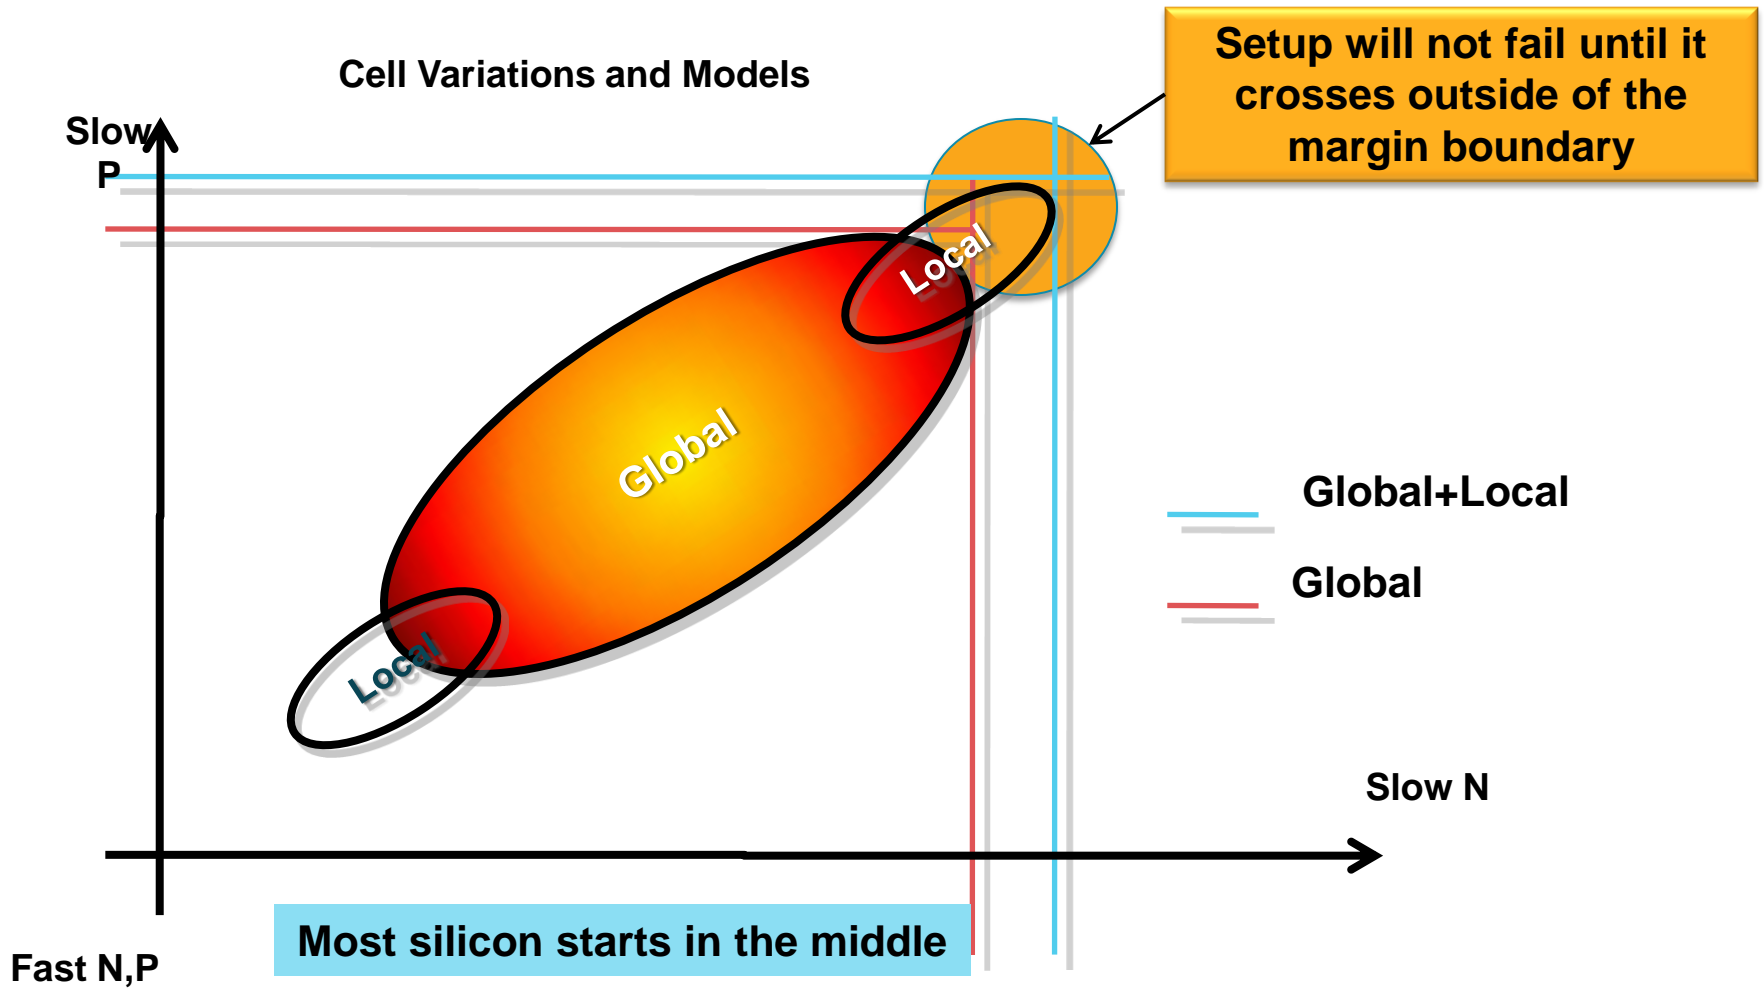 Setup will not fail until it
crosses outside of the
margin boundary
Cell Variations and Models
Slow
P
Local
Global
Global+Local
Global
Local
Slow N
Most silicon starts in the middle
Fast N,P